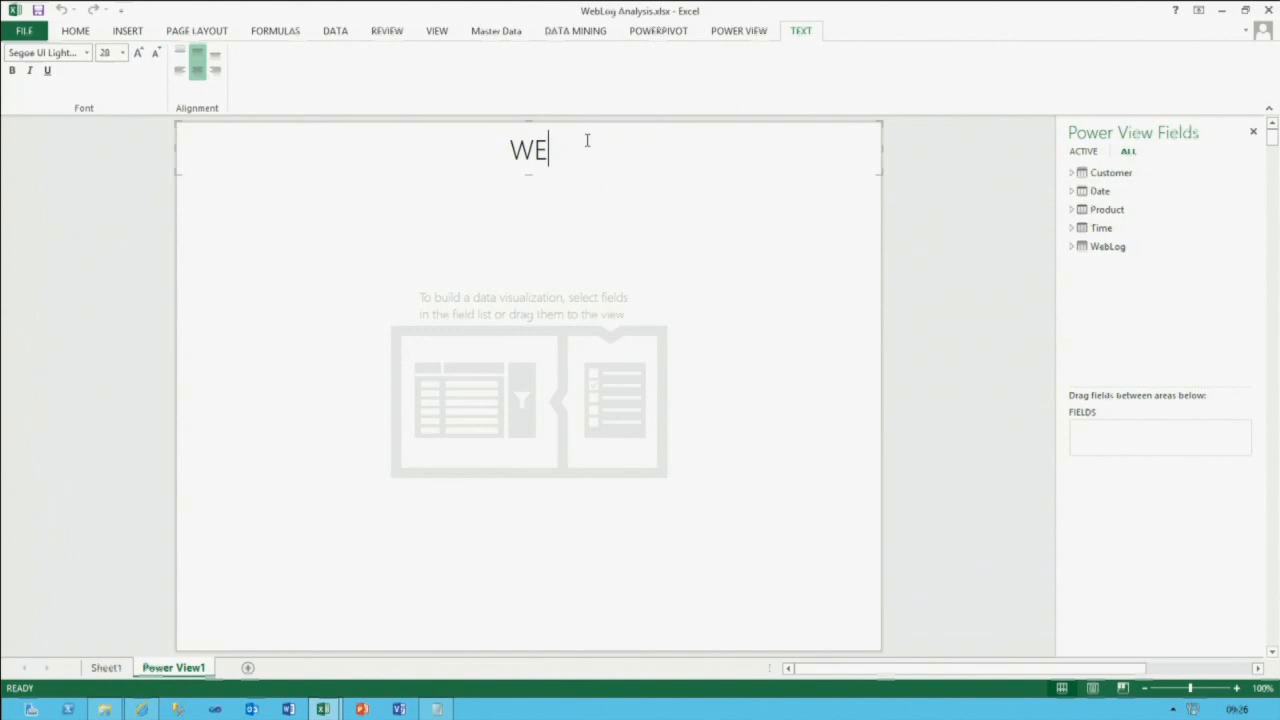 WebLog Analysis.xlsx - Excel
?
FILE HOME INSERT PAGE LAYOUT FORMULAS DATA REVIEW VIEW Master Data DATA MINING POWERPIVOT POWER VIEW TEXT
Segoe UI Light... 28 A A
B I U
Font Alignment
WE
To build a data visualization, select fields
in the field list or drag them to the view
Power View Fields
ACTIVE ALL
Customer
Date
Product
Time
WebLog
Drag fields between areas below:
FIELDS
Sheet1 Power View1
READY 100%
09:26